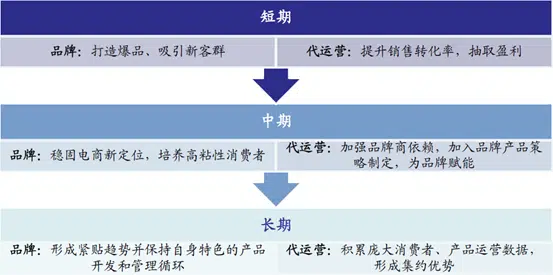 短期
品牌：打造爆品、吸引新客群
代运营：提升销售转化率，抽取盈利
中期
品牌：稳固电商新定位，培养高粘性消费者
代运营：加强品牌商依赖，加入品牌产品策
略制定，为品牌赋能
长期
品牌：形成紧贴趋势并保持自身特色的产品
开发和管理循环
代运营：积累庞大消费者、产品运营数据，
形成集约优势